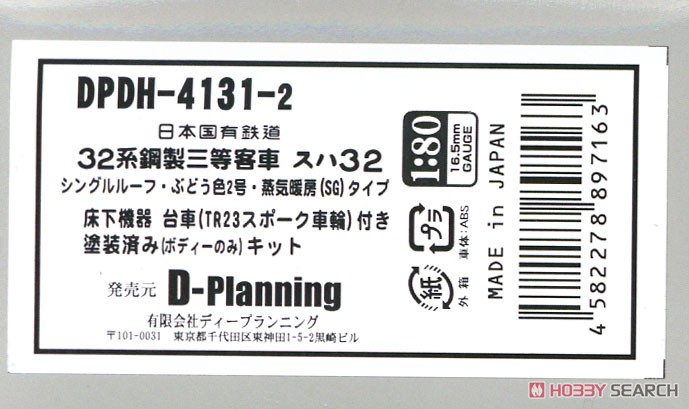 DPDH-4131-2
日本国有鉄道
32系鋼製三等客車 スハ32
シングルルーフ・ぶどう色2号・蒸気暖房(SG)タイプ
床下機器 台車(TR23スポーク車輪)付き
塗装済み(ボディーのみ)キット
発売元 D-Planning
有限会社ディープランニング
〒101-0031 東京都千代田区東神田1-5-2黒崎ビル
1:80
16.5mm
GAUGE
プラ
車体:ABS
紙
外箱
MADE in JAPAN
4582278897163
HOBBY SEARCH